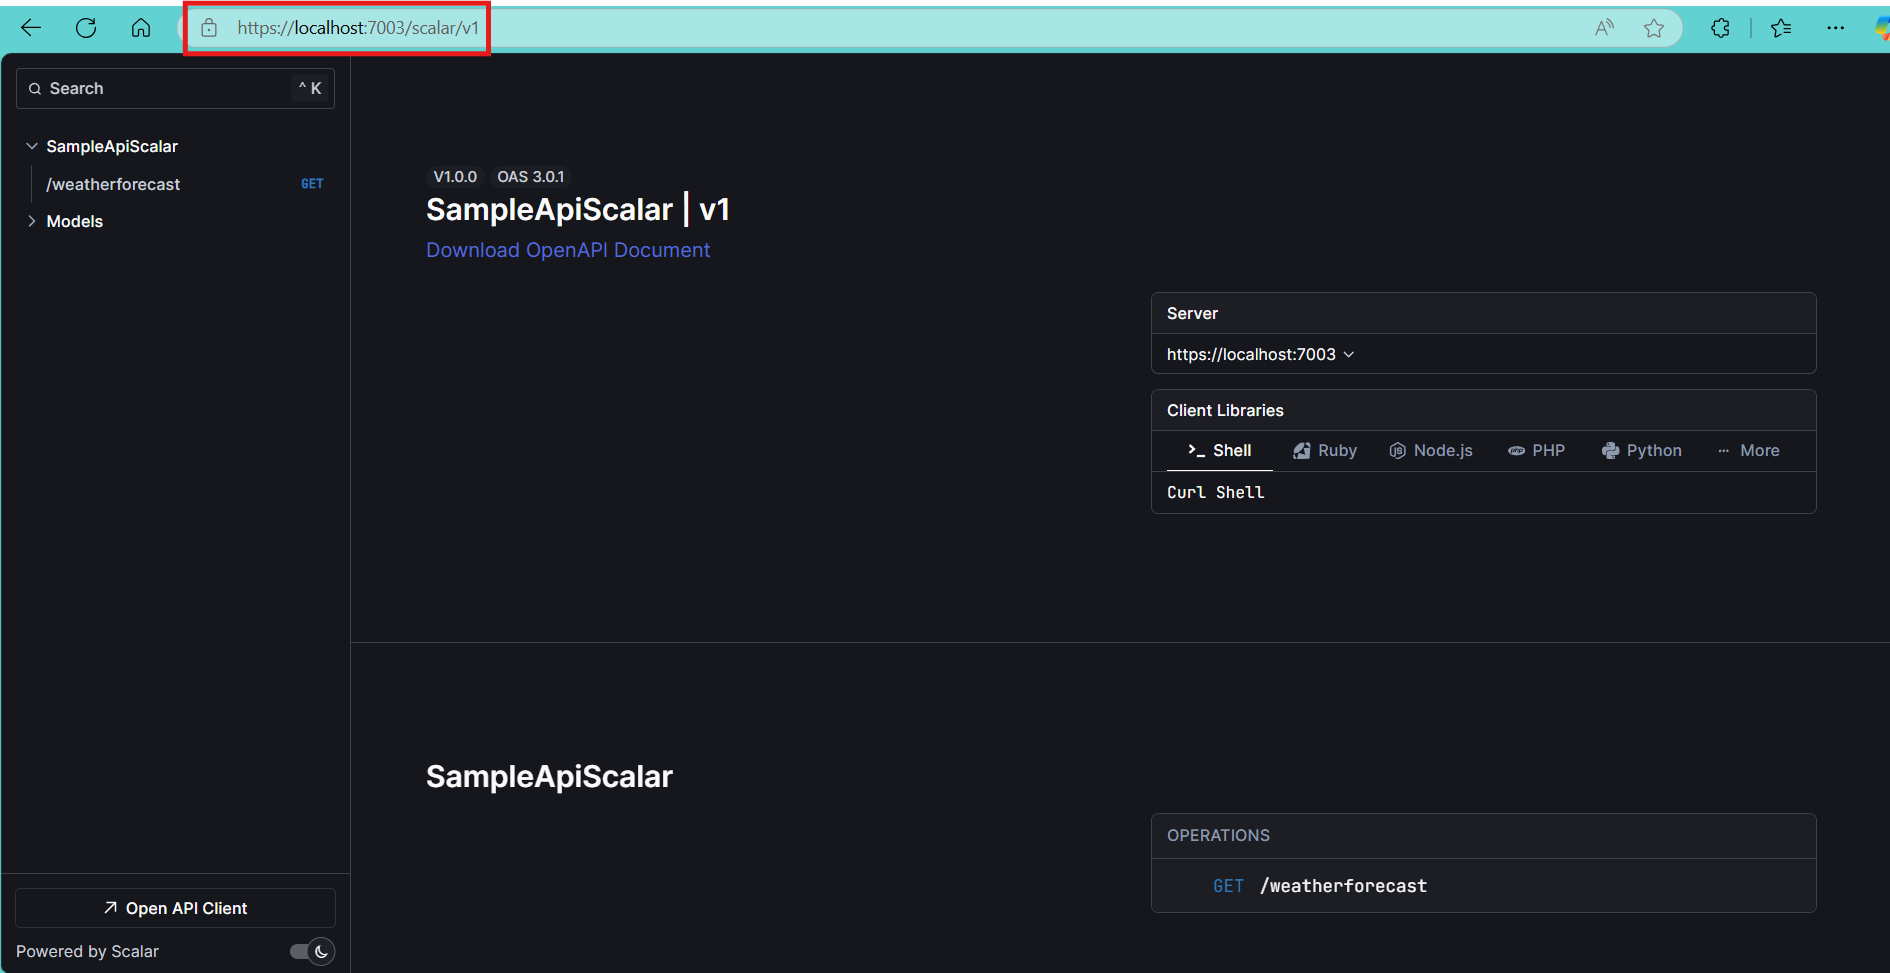 https://localhost:7003/scalar/v1
Search
^ K
SampleApiScalar
/weatherforecast GET
Models
V1.0.0 OAS 3.0.1
SampleApiScalar | v1
Download OpenAPI Document
Server
https://localhost:7003
Client Libraries
Shell Ruby Node.js PHP Python ... More
Curl Shell
SampleApiScalar
OPERATIONS
GET /weatherforecast
Open API Client
Powered by Scalar